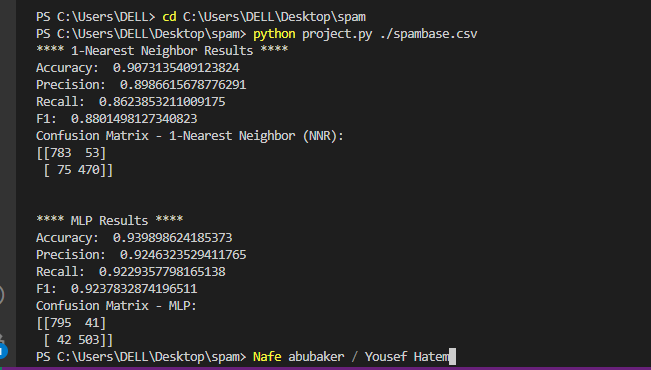 PS C:\Users\DELL> cd C:\Users\DELL\Desktop\spam
PS C:\Users\DELL\Desktop\spam> python project.py ./spambase.csv
**** 1-Nearest Neighbor Results ****
Accuracy:  0.9073135409123824
Precision:  0.8986615678776291
Recall:  0.8623853211009175
F1:  0.8801498127340823
Confusion Matrix - 1-Nearest Neighbor (NNR):
[[783  53]
 [ 75 470]]
**** MLP Results ****
Accuracy:  0.939898624185373
Precision:  0.9246323529411765
Recall:  0.9229357798165138
F1:  0.9237832874196511
Confusion Matrix - MLP:
[[795  41]
 [ 42 503]]
PS C:\Users\DELL\Desktop\spam> Nafe abubaker / Yousef Hatem